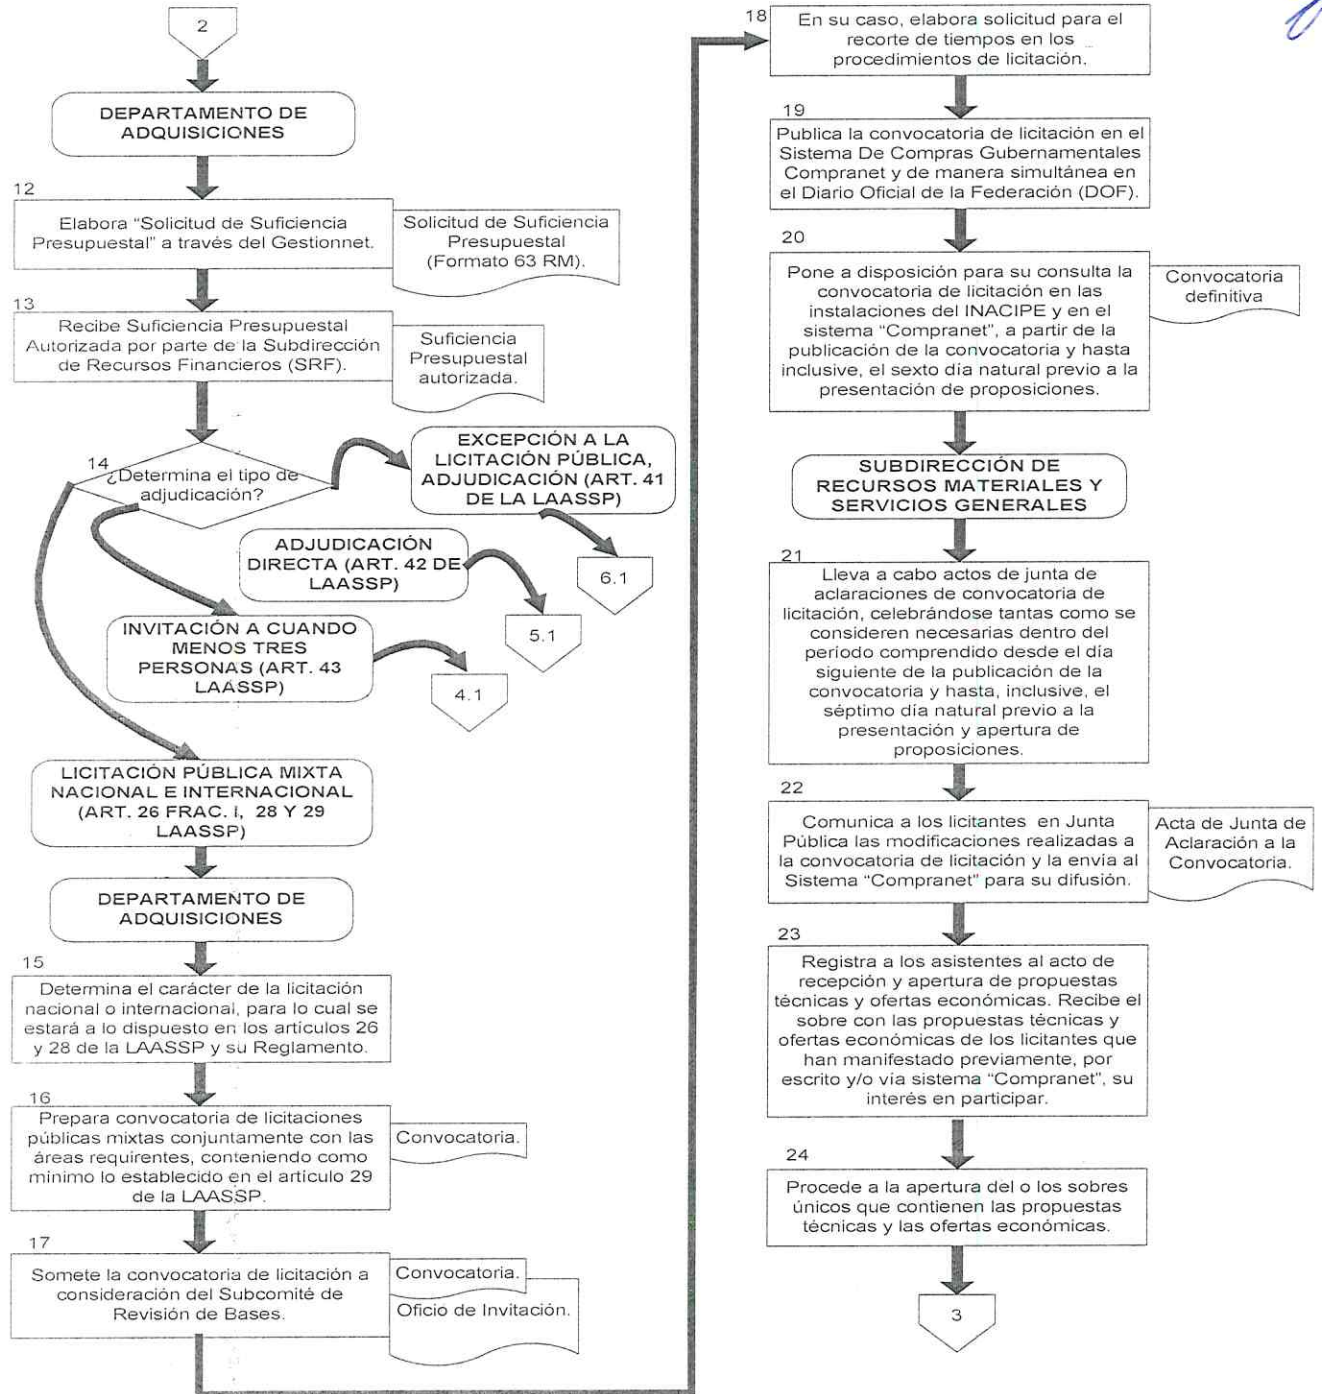 2
DEPARTAMENTO DE
ADQUISICIONES
12
Elabora “Solicitud de Suficiencia
Presupuestal” a través del Gestionnet.
Solicitud de Suficiencia
Presupuestal
(Formato 63 RM).
13
Recibe Suficiencia Presupuestal
Autorizada por parte de la Subdirección
de Recursos Financieros (SRF).
Suficiencia
Presupuestal
autorizada.
14
¿Determina el tipo de
adjudicación?
EXCEPCIÓN A LA
LICITACIÓN PÚBLICA,
ADJUDICACIÓN (ART. 41
DE LA LAASSP)
6.1
ADJUDICACIÓN
DIRECTA (ART. 42 DE
LAASSP)
5.1
INVITACIÓN A CUANDO
MENOS TRES
PERSONAS (ART. 43
LAASSP)
4.1
LICITACIÓN PÚBLICA MIXTA
NACIONAL E INTERNACIONAL
(ART. 26 FRAC. I, 28 Y 29
LAASSP)
DEPARTAMENTO DE
ADQUISICIONES
15
Determina el carácter de la licitación
nacional o internacional, para lo cual se
estará a lo dispuesto en los artículos 26
y 28 de la LAASSP y su Reglamento.
16
Prepara convocatoria de licitaciones
públicas mixtas conjuntamente con las
áreas requirentes, conteniendo como
mínimo lo establecido en el artículo 29
de la LAASSP.
Convocatoria.
17
Somete la convocatoria de licitación a
consideración del Subcomité de
Revisión de Bases.
Convocatoria.
Oficio de Invitación.
18
En su caso, elabora solicitud para el
recorte de tiempos en los
procedimientos de licitación.
19
Publica la convocatoria de licitación en el
Sistema De Compras Gubernamentales
Compranet y de manera simultánea en
el Diario Oficial de la Federación (DOF).
20
Pone a disposición para su consulta la
convocatoria de licitación en las
instalaciones del INACIPE y en el
sistema “Compranet”, a partir de la
publicación de la convocatoria y hasta
inclusive, el sexto día natural previo a la
presentación de proposiciones.
Convocatoria
definitiva
SUBDIRECCIÓN DE
RECURSOS MATERIALES Y
SERVICIOS GENERALES
21
Lleva a cabo actos de junta de
aclaraciones de convocatoria de
licitación, celebrándose tantas como se
consideren necesarias dentro del
período comprendido desde el día
siguiente de la publicación de la
convocatoria y hasta, inclusive, el
séptimo día natural previo a la
presentación y apertura de
proposiciones.
22
Comunica a los licitantes en Junta
Pública las modificaciones realizadas a
la convocatoria de licitación y la envía al
Sistema “Compranet” para su difusión.
Acta de Junta de
Aclaración a la
Convocatoria.
23
Registra a los asistentes al acto de
recepción y apertura de propuestas
técnicas y ofertas económicas. Recibe el
sobre con las propuestas técnicas y
ofertas económicas de los licitantes que
han manifestado previamente, por
escrito y/o vía sistema “Compranet”, su
interés en participar.
24
Procede a la apertura del o los sobres
únicos que contienen las propuestas
técnicas y las ofertas económicas.
3